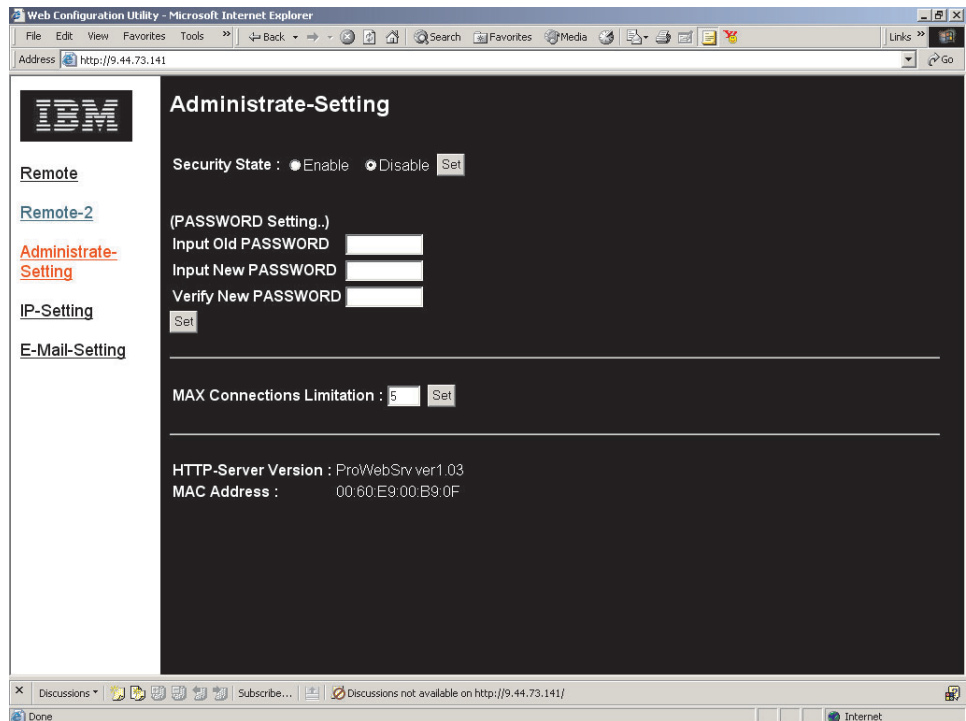 Web Configuration Utility - Microsoft Internet Explorer
File Edit View Favorites Tools » Back Search Favorites Media Links »
Address http://9.44.73.141 Go
IBM
Remote
Remote-2
Administrate-
Setting
IP-Setting
E-Mail-Setting
Administrate-Setting
Security State : Enable Disable Set
(PASSWORD Setting..)
Input Old PASSWORD
Input New PASSWORD
Verify New PASSWORD
Set
MAX Connections Limitation : 5 Set
HTTP-Server Version : ProWebSrv ver1.03
MAC Address : 00:60:E9:00:B9:0F
Discussions Subscribe... Discussions not available on http://9.44.73.141/
Done Internet